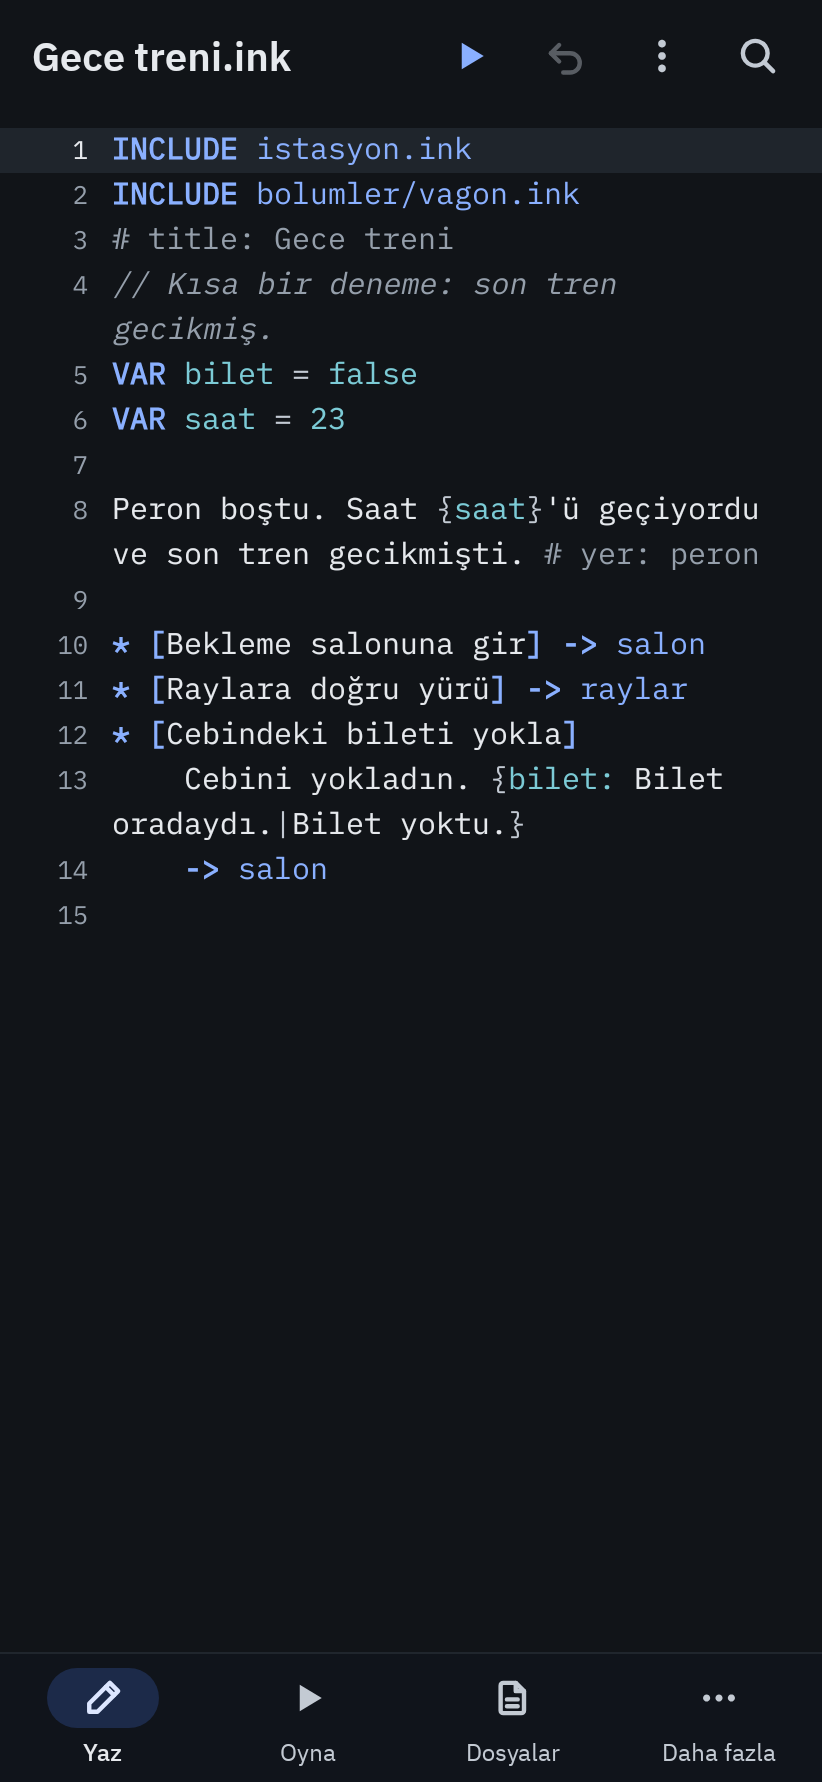 Gece treni.ink
1 INCLUDE istasyon.ink
2 INCLUDE bolumler/vagon.ink
3 # title: Gece treni
4 // Kısa bir deneme: son tren
gecikmiş.
5 VAR bilet = false
6 VAR saat = 23
7
8 Peron boştu. Saat {saat}'ü geçiyordu
ve son tren gecikmişti. # yer: peron
9
10 * [Bekleme salonuna gir] -> salon
11 * [Raylara doğru yürü] -> raylar
12 * [Cebindeki bileti yokla]
13     Cebini yokladın. {bilet: Bilet
oradaydı.|Bilet yoktu.}
14     -> salon
15
Yaz
Oyna
Dosyalar
Daha fazla